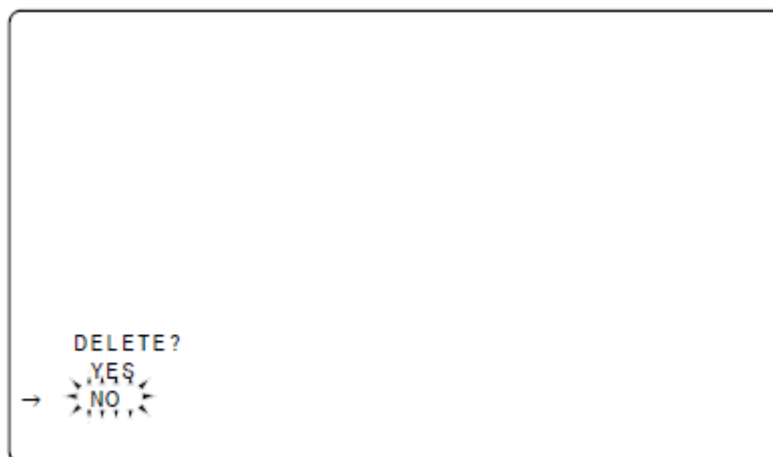 DELETE?
YES
→ NO